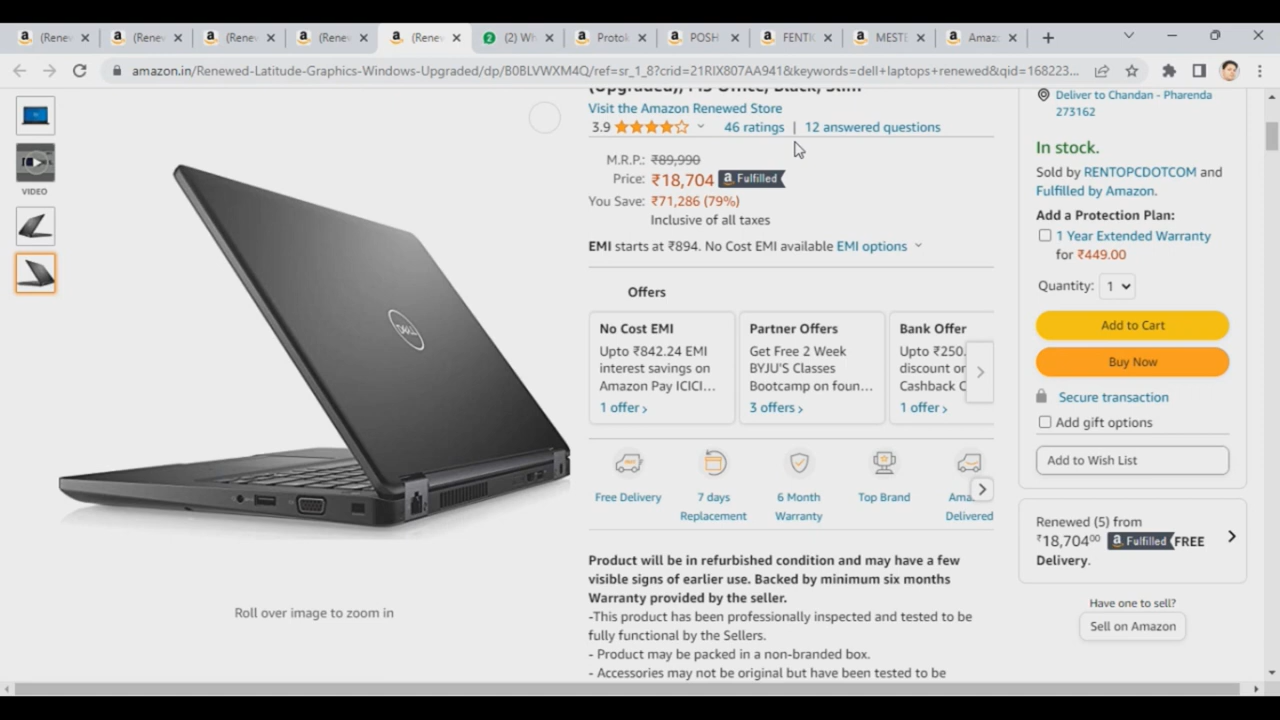 (Renew
(Renew
(Renew
(Renew
(Renew
2
(2) Wh
Proto
POSH
FENTI
MESTE
Amaz
amazon.in/Renewed-Latitude-Graphics-Windows-Upgraded/dp/B0BLVWXM4Q/ref=sr_1_8?crid=21RIX807AA941&keywords=dell+laptops+renewed&qid=168223...
(Upgraded), MS Office, Black, Slim
Visit the Amazon Renewed Store
3.9
46 ratings | 12 answered questions
M.R.P.: ₹89,990
Price: ₹18,704 a Fulfilled
You Save: ₹71,286 (79%)
Inclusive of all taxes
EMI starts at ₹894. No Cost EMI available EMI options
Offers
No Cost EMI
Upto ₹842.24 EMI
interest savings on
Amazon Pay ICICI...
1 offer ›
Partner Offers
Get Free 2 Week
BYJU'S Classes
Bootcamp on foun...
3 offers ›
Bank Offer
Upto ₹250.
discount or
Cashback C
1 offer ›
Free Delivery
7 days
Replacement
6 Month
Warranty
Top Brand
Ama
Delivered
Product will be in refurbished condition and may have a few
visible signs of earlier use. Backed by minimum six months
Warranty provided by the seller.
-This product has been professionally inspected and tested to be
fully functional by the Sellers.
- Product may be packed in a non-branded box.
- Accessories may not be original but have been tested to be
VIDEO
DELL
Roll over image to zoom in
Deliver to Chandan - Pharenda
273162
In stock.
Sold by RENTOPCDOTCOM and
Fulfilled by Amazon.
Add a Protection Plan:
1 Year Extended Warranty
for ₹449.00
Quantity: 1
Add to Cart
Buy Now
Secure transaction
Add gift options
Add to Wish List
Renewed (5) from
₹18,704⁰⁰ a Fulfilled FREE
Delivery.
Have one to sell?
Sell on Amazon